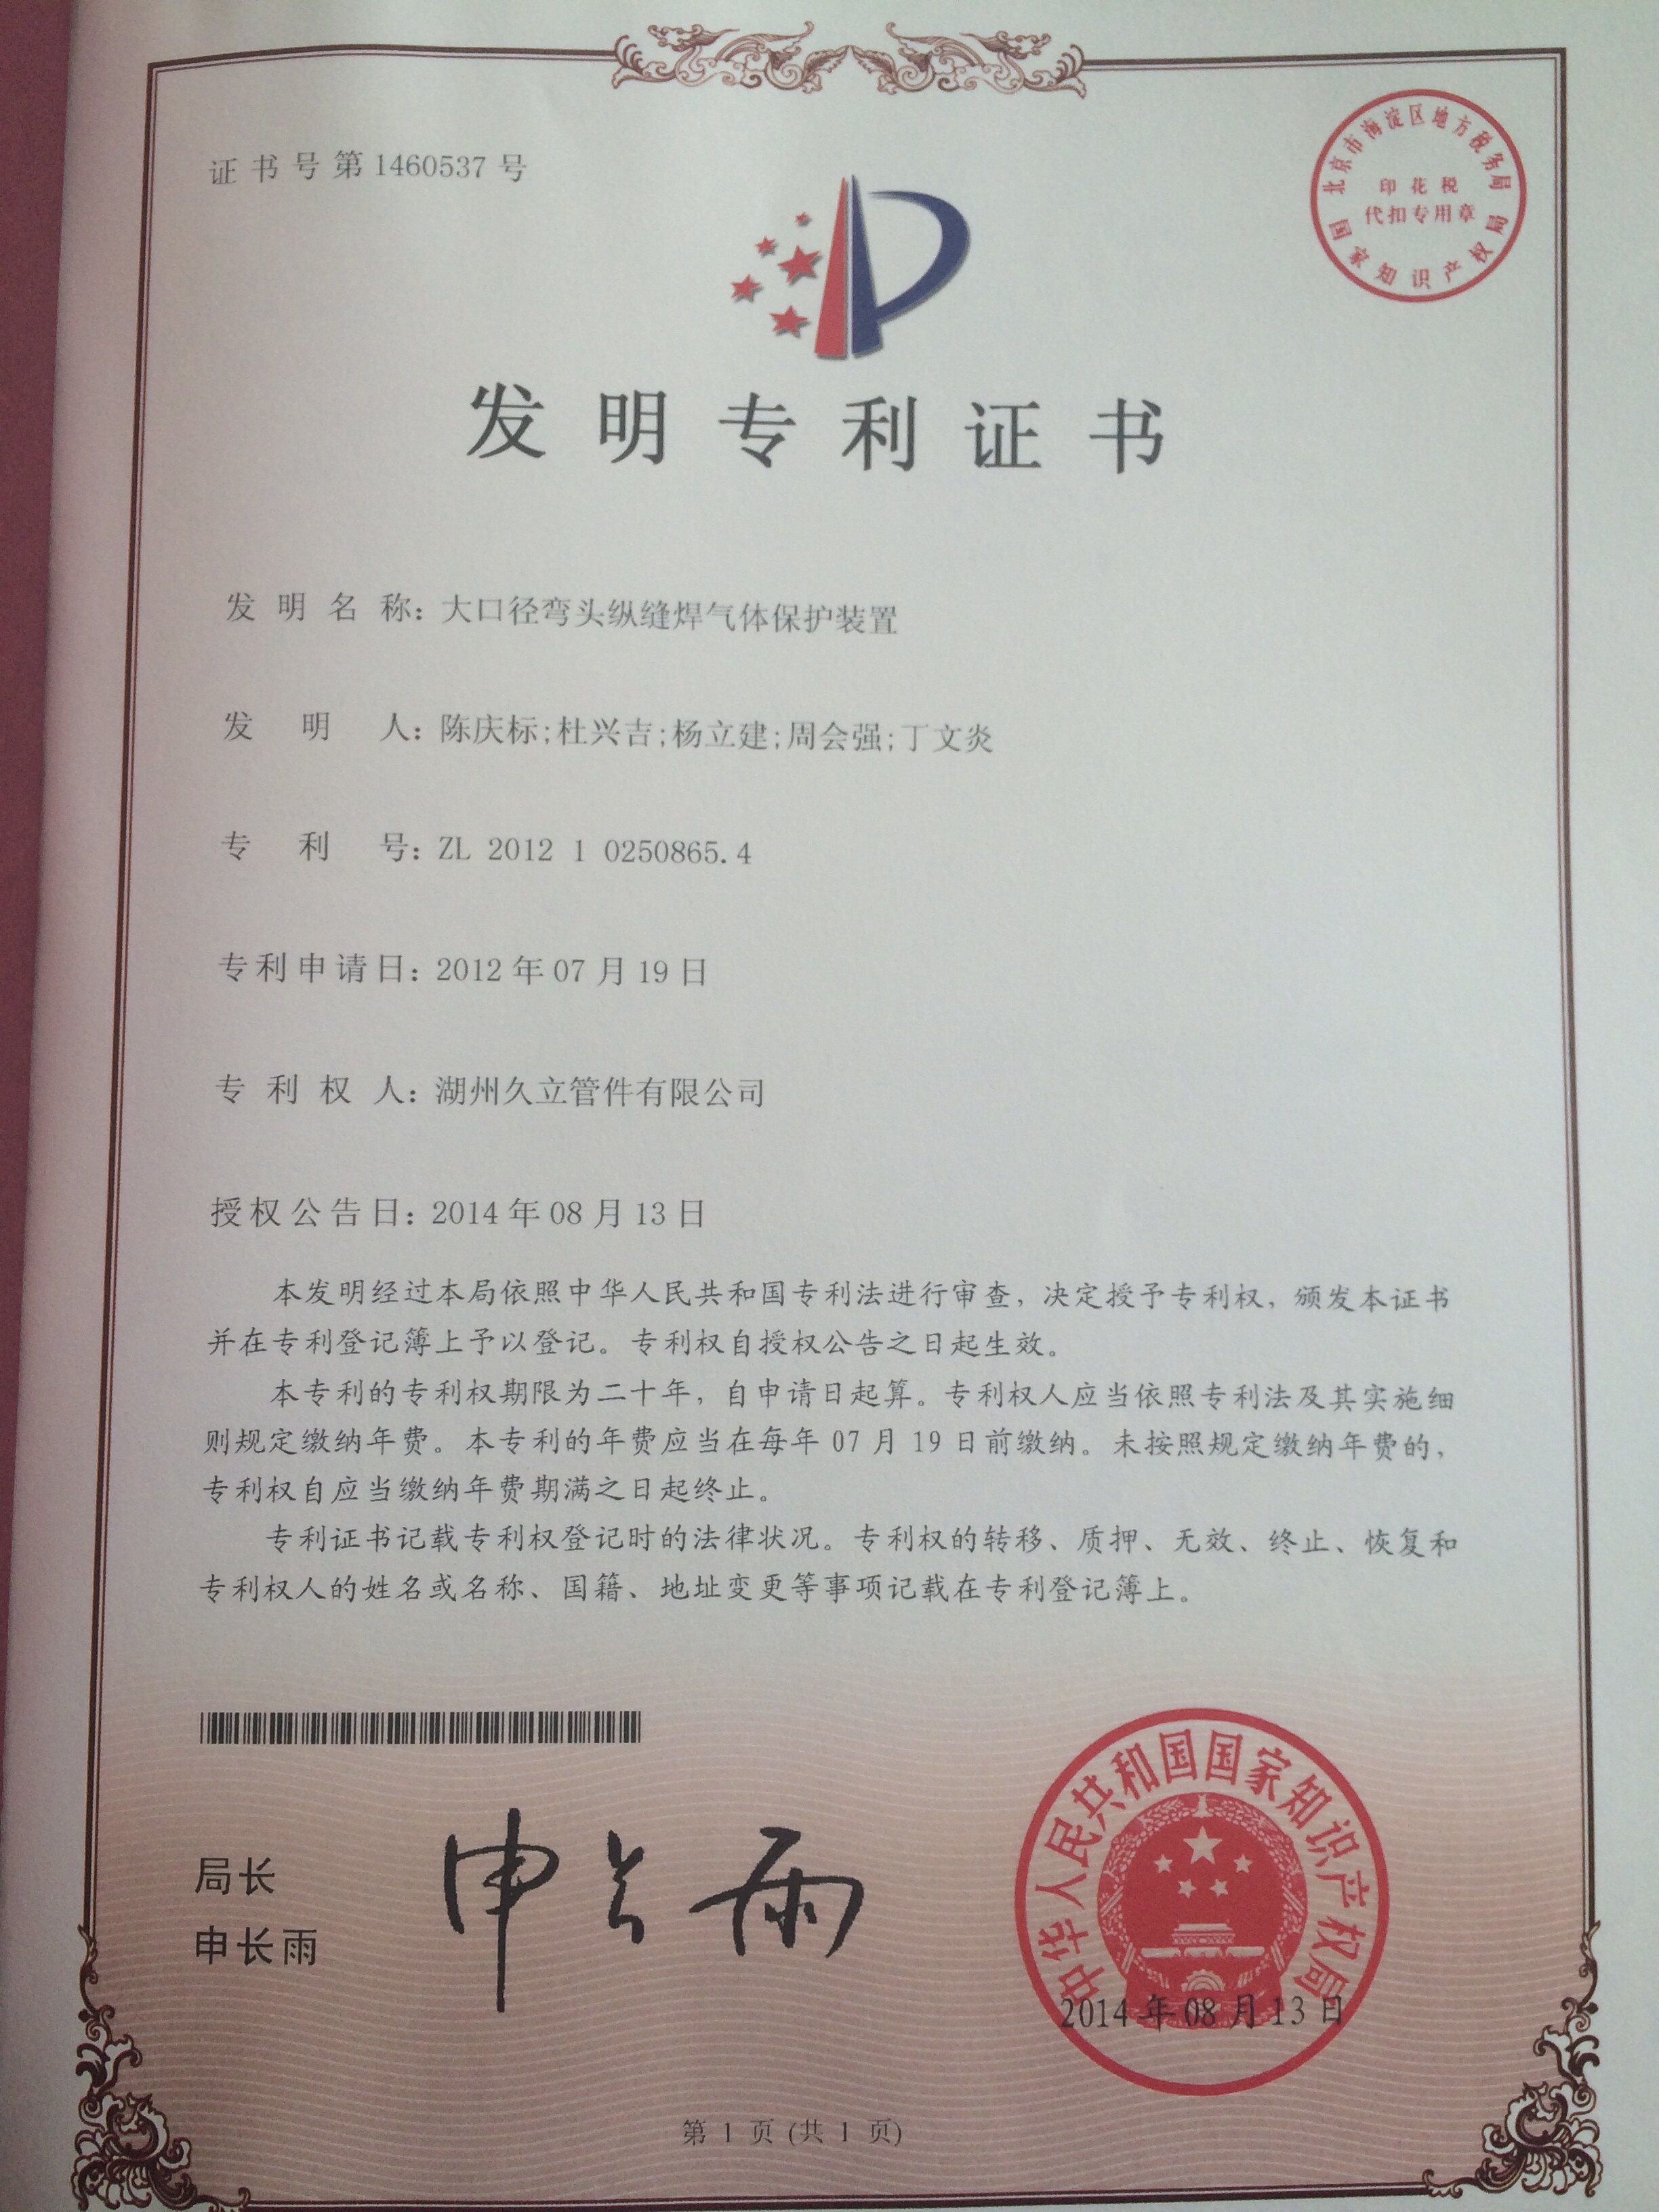 证书号第1460537号
北京市海淀区地方税务局
印花税
代扣专用章
国家知识产权局
发明专利证书
发明名称：大口径弯头纵缝焊气体保护装置
发明人：陈庆标;杜兴吉;杨立建;周会强;丁文炎
专利号：ZL 2012 1 0250865.4
专利申请日：2012年07月19日
专利权人：湖州久立管件有限公司
授权公告日：2014年08月13日
本发明经过本局依照中华人民共和国专利法进行审查，决定授予专利权，颁发本证书
并在专利登记簿上予以登记。专利权自授权公告之日起生效。
本专利的专利权期限为二十年，自申请日起算。专利权人应当依照专利法及其实施细
则规定缴纳年费。本专利的年费应当在每年 07 月 19 日前缴纳。未按照规定缴纳年费的，
专利权自应当缴纳年费期满之日起终止。
专利证书记载专利权登记时的法律状况。专利权的转移、质押、无效、终止、恢复和
专利权人的姓名或名称、国籍、地址变更等事项记载在专利登记簿上。
局长
申长雨
申长雨
中华人民共和国国家知识产权局
2014年08月13日
第 1 页 (共 1 页)